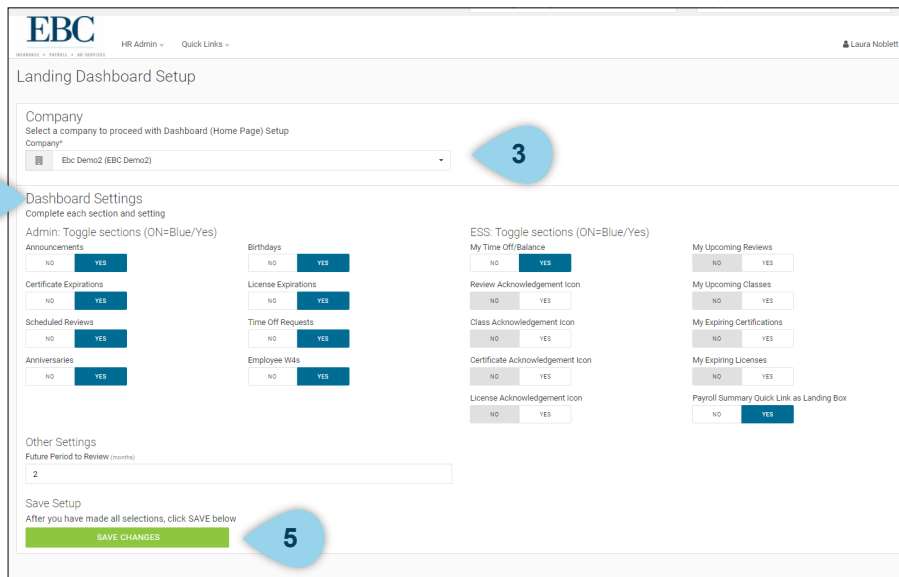 EBC
INSURANCE • PAYROLL • HR SERVICES
HR Admin Quick Links Laura Noblett
Landing Dashboard Setup
Company
Select a company to proceed with Dashboard (Home Page) Setup
Company*
Ebc Demo2 (EBC Demo2)
3
Dashboard Settings
Complete each section and setting
Admin: Toggle sections (ON=Blue/Yes) ESS: Toggle sections (ON=Blue/Yes)
Announcements Birthdays My Time Off/Balance My Upcoming Reviews
NO YES NO YES NO YES NO YES
Certificate Expirations License Expirations Review Acknowledgement Icon My Upcoming Classes
NO YES NO YES NO YES NO YES
Scheduled Reviews Time Off Requests Class Acknowledgement Icon My Expiring Certifications
NO YES NO YES NO YES NO YES
Anniversaries Employee W4s Certificate Acknowledgement Icon My Expiring Licenses
NO YES NO YES NO YES NO YES
License Acknowledgement Icon Payroll Summary Quick Link as Landing Box
NO YES NO YES
Other Settings
Future Period to Review (months)
2
Save Setup
After you have made all selections, click SAVE below
SAVE CHANGES
5